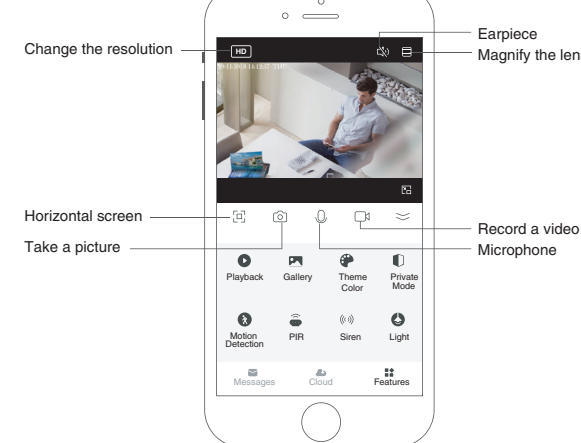 Change the resolution
HD
Earpiece
Magnify the len
Horizontal screen
Take a picture
Record a video
Microphone
Playback
Gallery
Theme
Color
Private
Mode
Motion
Detection
PIR
Siren
Light
Messages
Cloud
Features